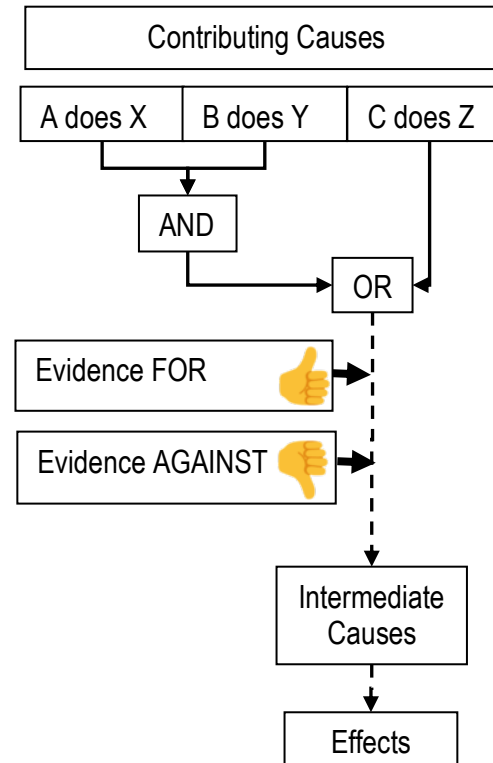 Contributing Causes
A does X
B does Y
C does Z
AND
OR
Evidence FOR
Evidence AGAINST
Intermediate
Causes
Effects